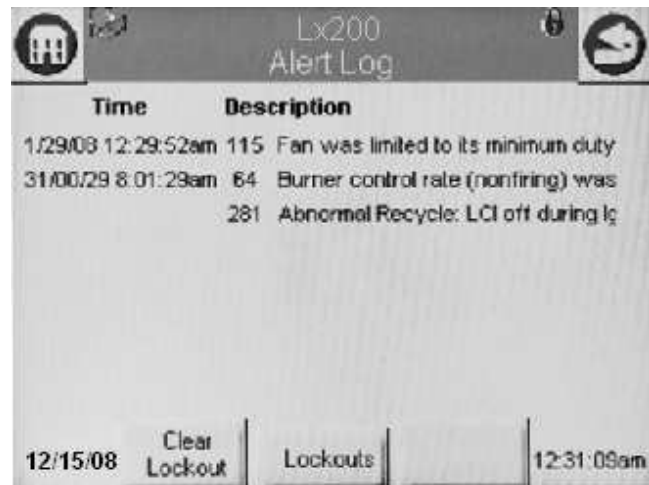 Lx200
Alert Log
Time Description
1/29/08 12:29:52am 115 Fan was limited to its minimum duty
31/00/29 8:01:29am 64 Burner control rate (nonfiring) was
281 Abnormal Recycle: LCI off during Ig
12/15/08 Clear Lockout Lockouts 12:31:09am